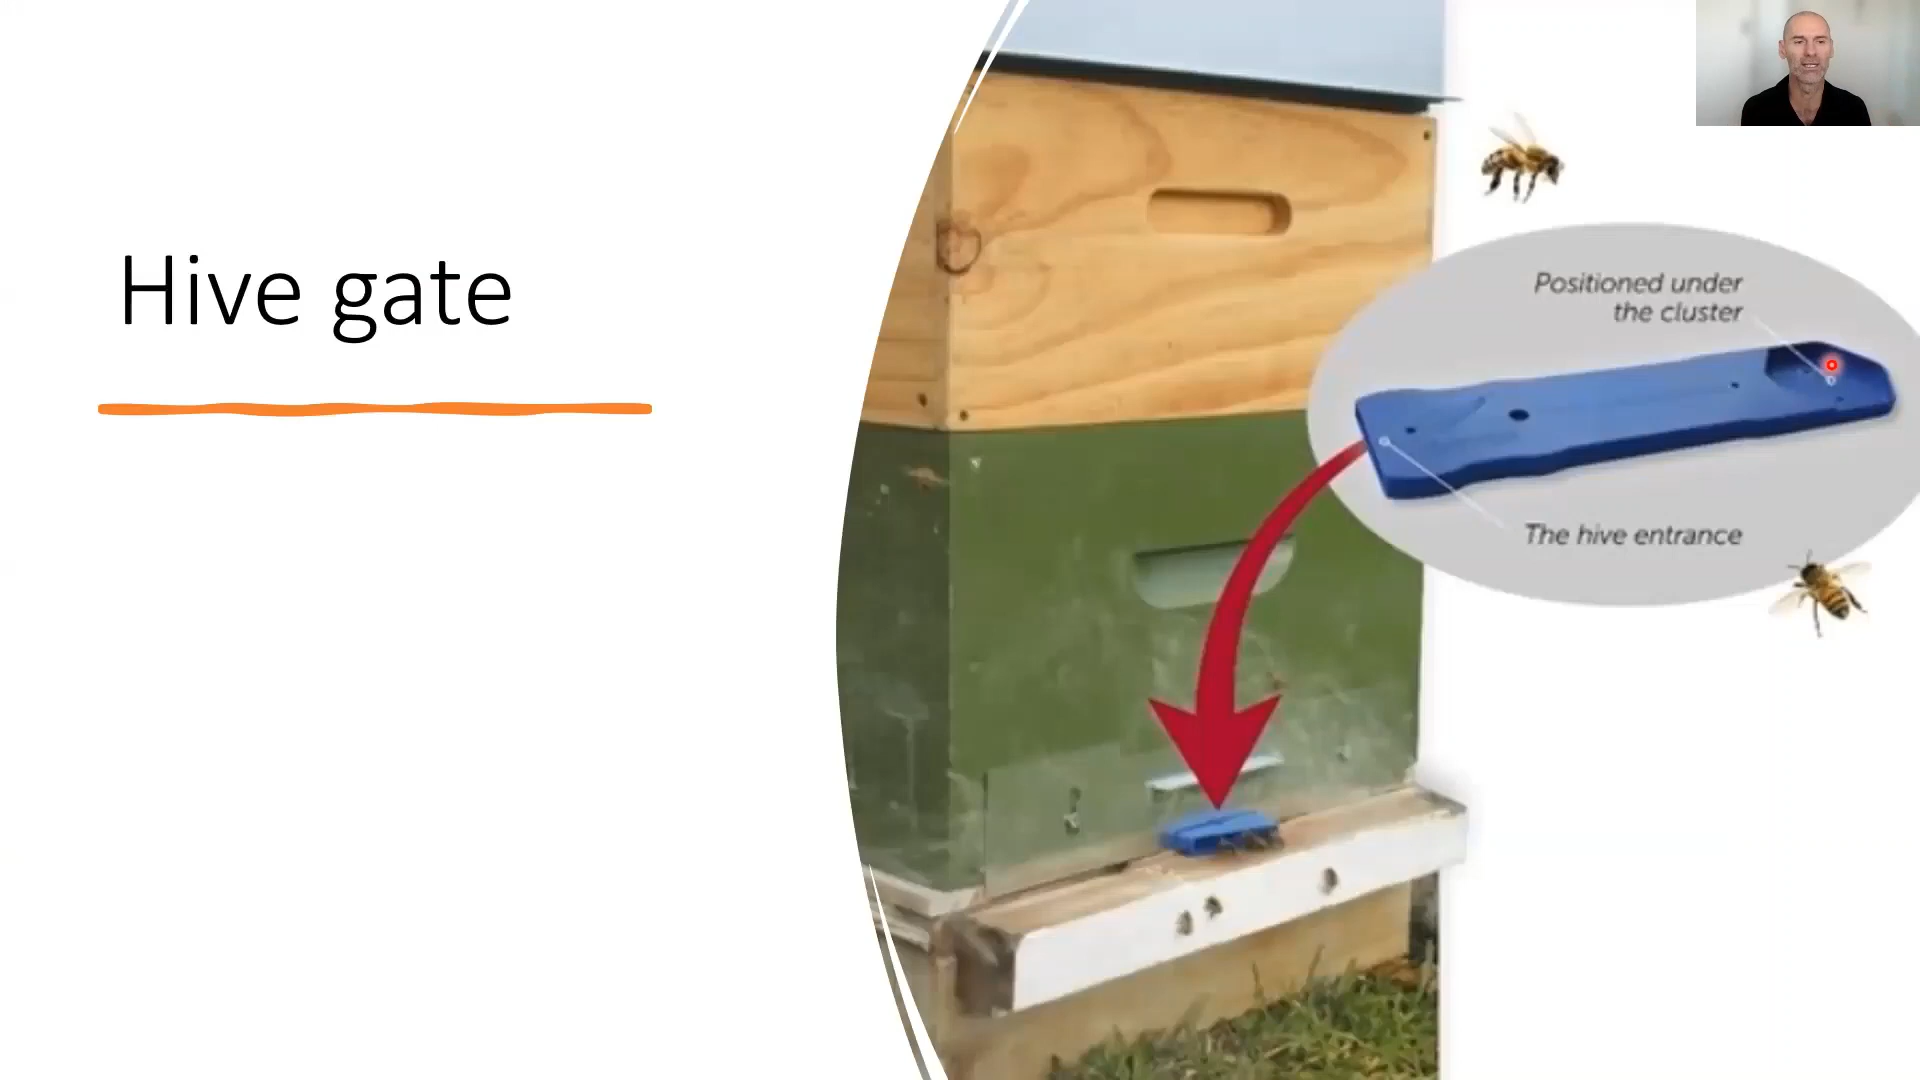 Hive gate
Positioned under
the cluster
The hive entrance